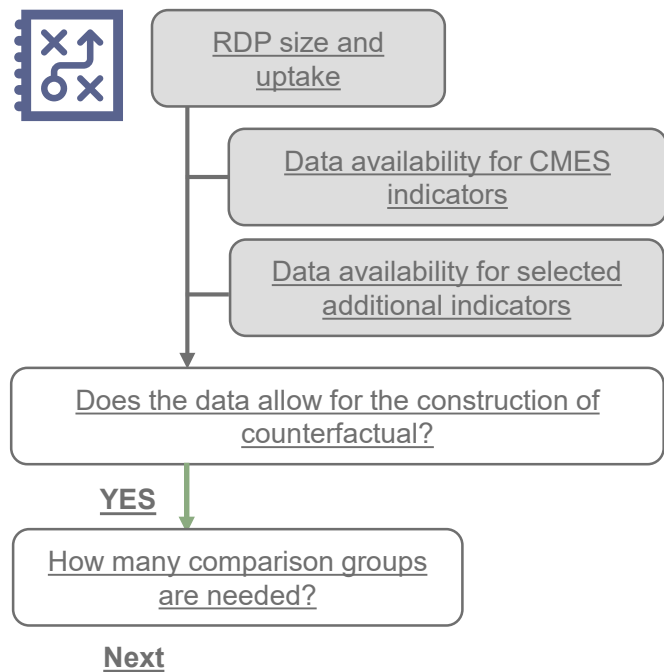 RDP size and
uptake
Data availability for CMES
indicators
Data availability for selected
additional indicators
Does the data allow for the construction of
counterfactual?
YES
How many comparison groups
are needed?
Next